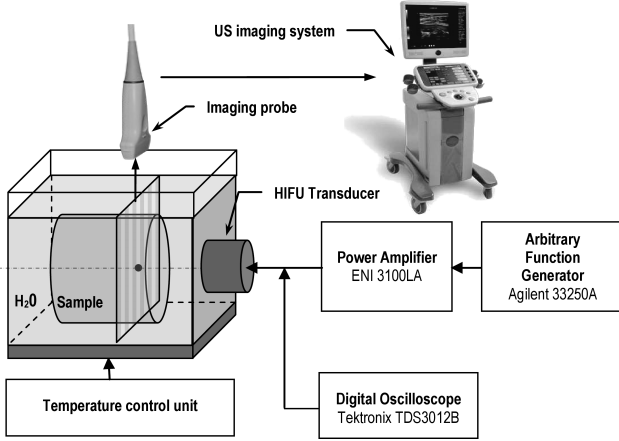 US imaging system
Imaging probe
HIFU Transducer
Power Amplifier
ENI 3100LA
Arbitrary
Function
Generator
Agilent 33250A
H₂0
Sample
Temperature control unit
Digital Oscilloscope
Tektronix TDS3012B